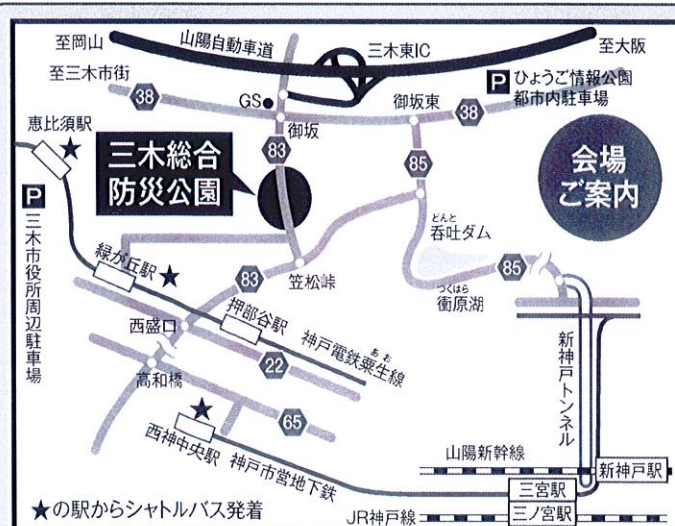 至岡山
山陽自動車道
三木東IC
至大阪
至三木市街
38
GS
御坂
御坂東
38
P ひょうご情報公園
都市内駐車場
恵比須駅
★
83
85
三木総合
防災公園
会場
ご案内
P
三木市役所周辺駐車場
どんと
呑吐ダム
緑が丘駅
★
83
笠松峠
85
つくはら
衝原湖
西盛口
押部谷駅
あお
神戸電鉄粟生線
22
新神戸トンネル
高和橋
65
★
西神中央駅
神戸市営地下鉄
山陽新幹線
新神戸駅
三宮駅
★の駅からシャトルバス発着
JR神戸線
三ノ宮駅